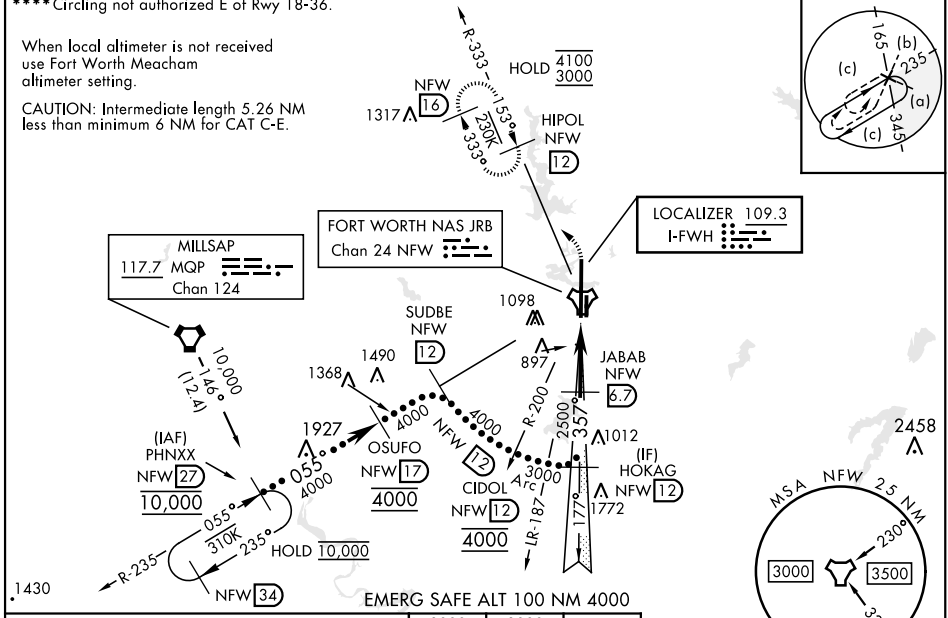 ****Circling not authorized E of Rwy 18-36.
When local altimeter is not received
use Fort Worth Meacham
altimeter setting.
CAUTION: Intermediate length 5.26 NM
less than minimum 6 NM for CAT C-E.
R-333
HOLD 4100
3000
NFW
16
1317
153°
230K
333°
HIPOL
NFW
12
165
(b)
235
(c)
(a)
(c)
345
FORT WORTH NAS JRB
Chan 24 NFW
LOCALIZER 109.3
I-FWH
MILLSAP
117.7 MQP
Chan 124
10,000
146°
(12.4)
SUDBE
NFW
12
1098
897
1368
1490
JABAB
NFW
6.7
R-200
2500
357°
4000
4000
NFW
12
Arc
3000
1927
(IAF)
PHNXX
NFW 27
10,000
055°
4000
OSUFO
NFW 17
4000
CIDOL
NFW 12
4000
1012
(IF)
HOKAG
NFW 12
1772
177°
LR-187
2458
MSA NFW 25 NM
230°
3000
3500
055°
310K
235°
HOLD 10,000
R-235
NFW 34
1430
EMERG SAFE ALT 100 NM 4000